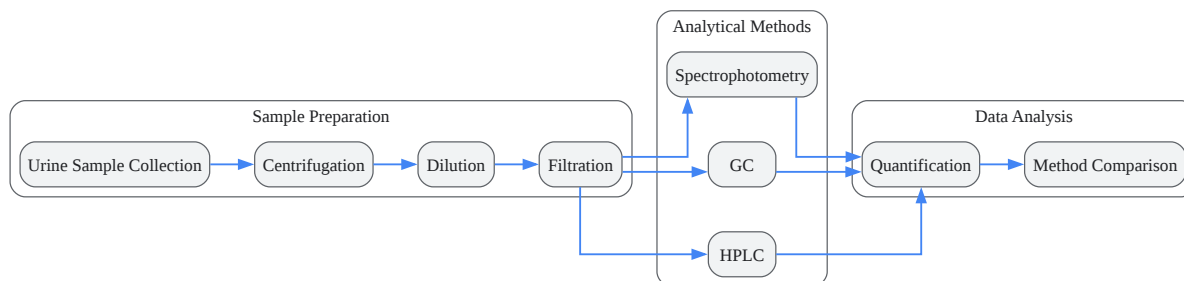 Sample Preparation
Urine Sample Collection
Centrifugation
Dilution
Filtration
Analytical Methods
Spectrophotometry
GC
HPLC
Data Analysis
Quantification
Method Comparison